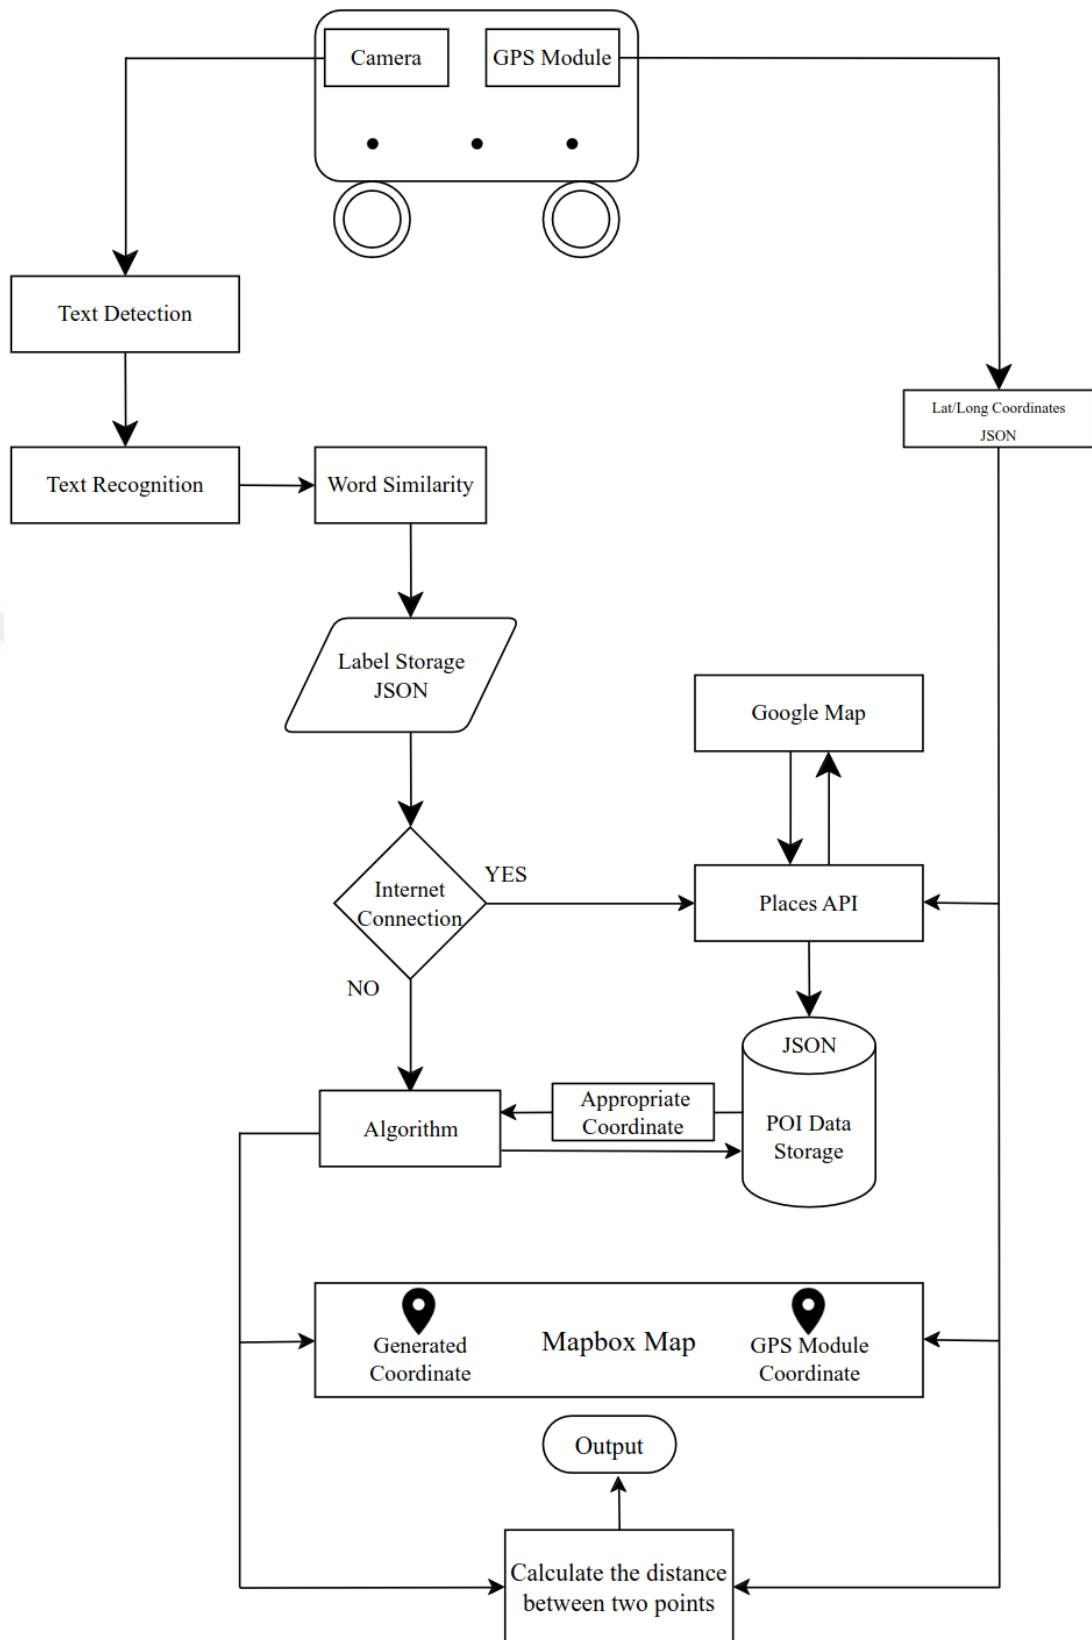 Camera
GPS Module
Text Detection
Lat/Long Coordinates
JSON
Text Recognition
Word Similarity
Label Storage
JSON
Google Map
YES
Internet
Connection
Places API
NO
JSON
Appropriate
Coordinate
Algorithm
POI Data
Storage
Generated
Coordinate
Mapbox Map
GPS Module
Coordinate
Output
Calculate the distance
between two points